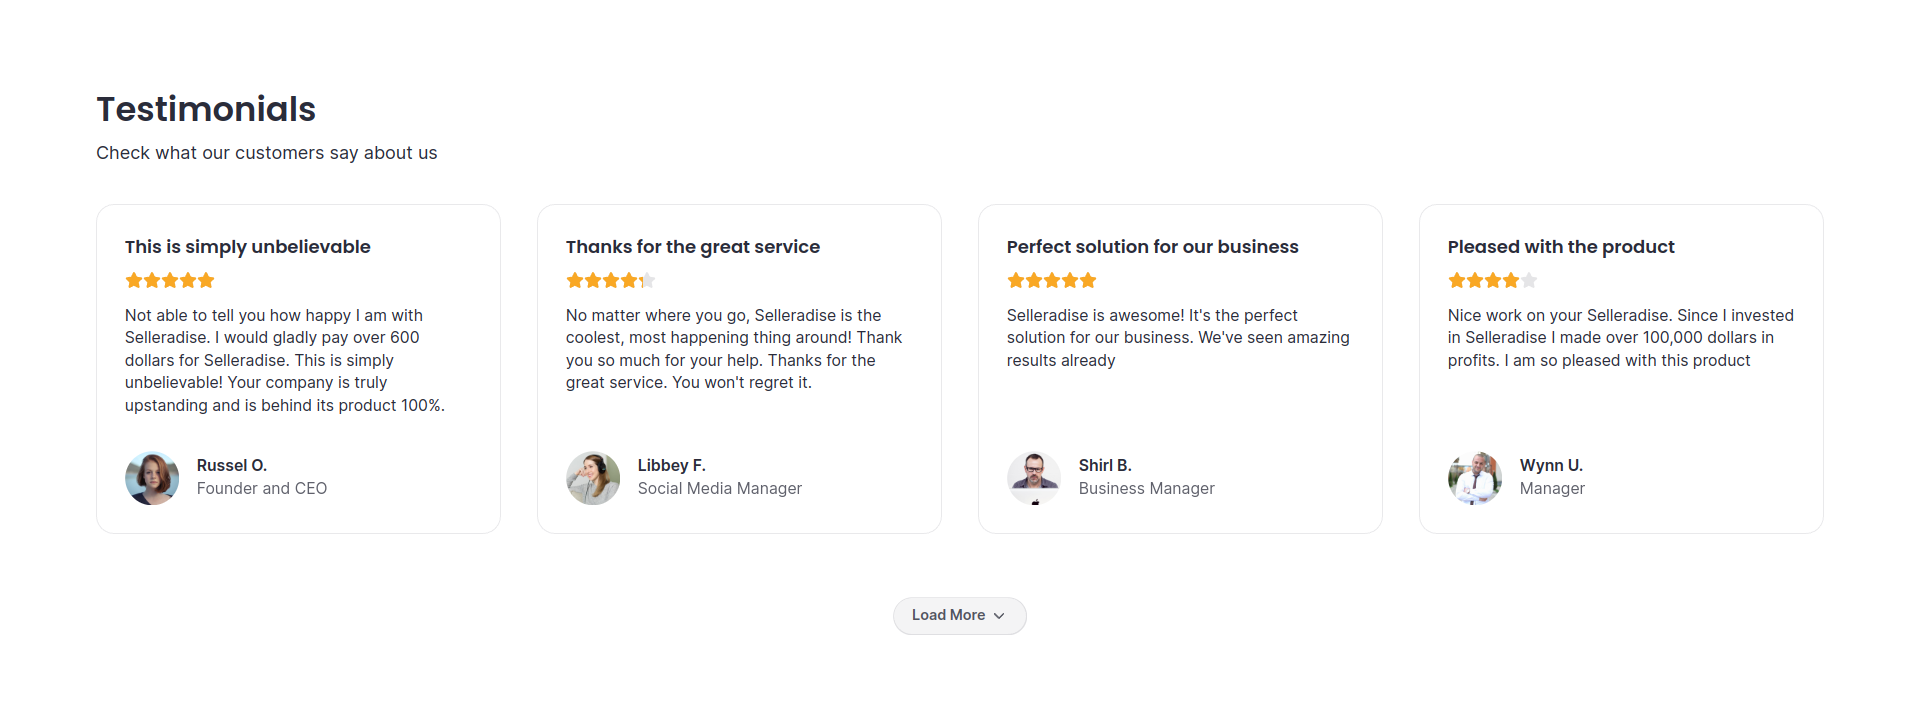 Testimonials
Check what our customers say about us
This is simply unbelievable
Not able to tell you how happy I am with
Selleradise. I would gladly pay over 600
dollars for Selleradise. This is simply
unbelievable! Your company is truly
upstanding and is behind its product 100%.
Russel O.
Founder and CEO
Thanks for the great service
No matter where you go, Selleradise is the
coolest, most happening thing around! Thank
you so much for your help. Thanks for the
great service. You won't regret it.
Libbey F.
Social Media Manager
Perfect solution for our business
Selleradise is awesome! It's the perfect
solution for our business. We've seen amazing
results already
Shirl B.
Business Manager
Pleased with the product
Nice work on your Selleradise. Since I invested
in Selleradise I made over 100,000 dollars in
profits. I am so pleased with this product
Wynn U.
Manager
Load More